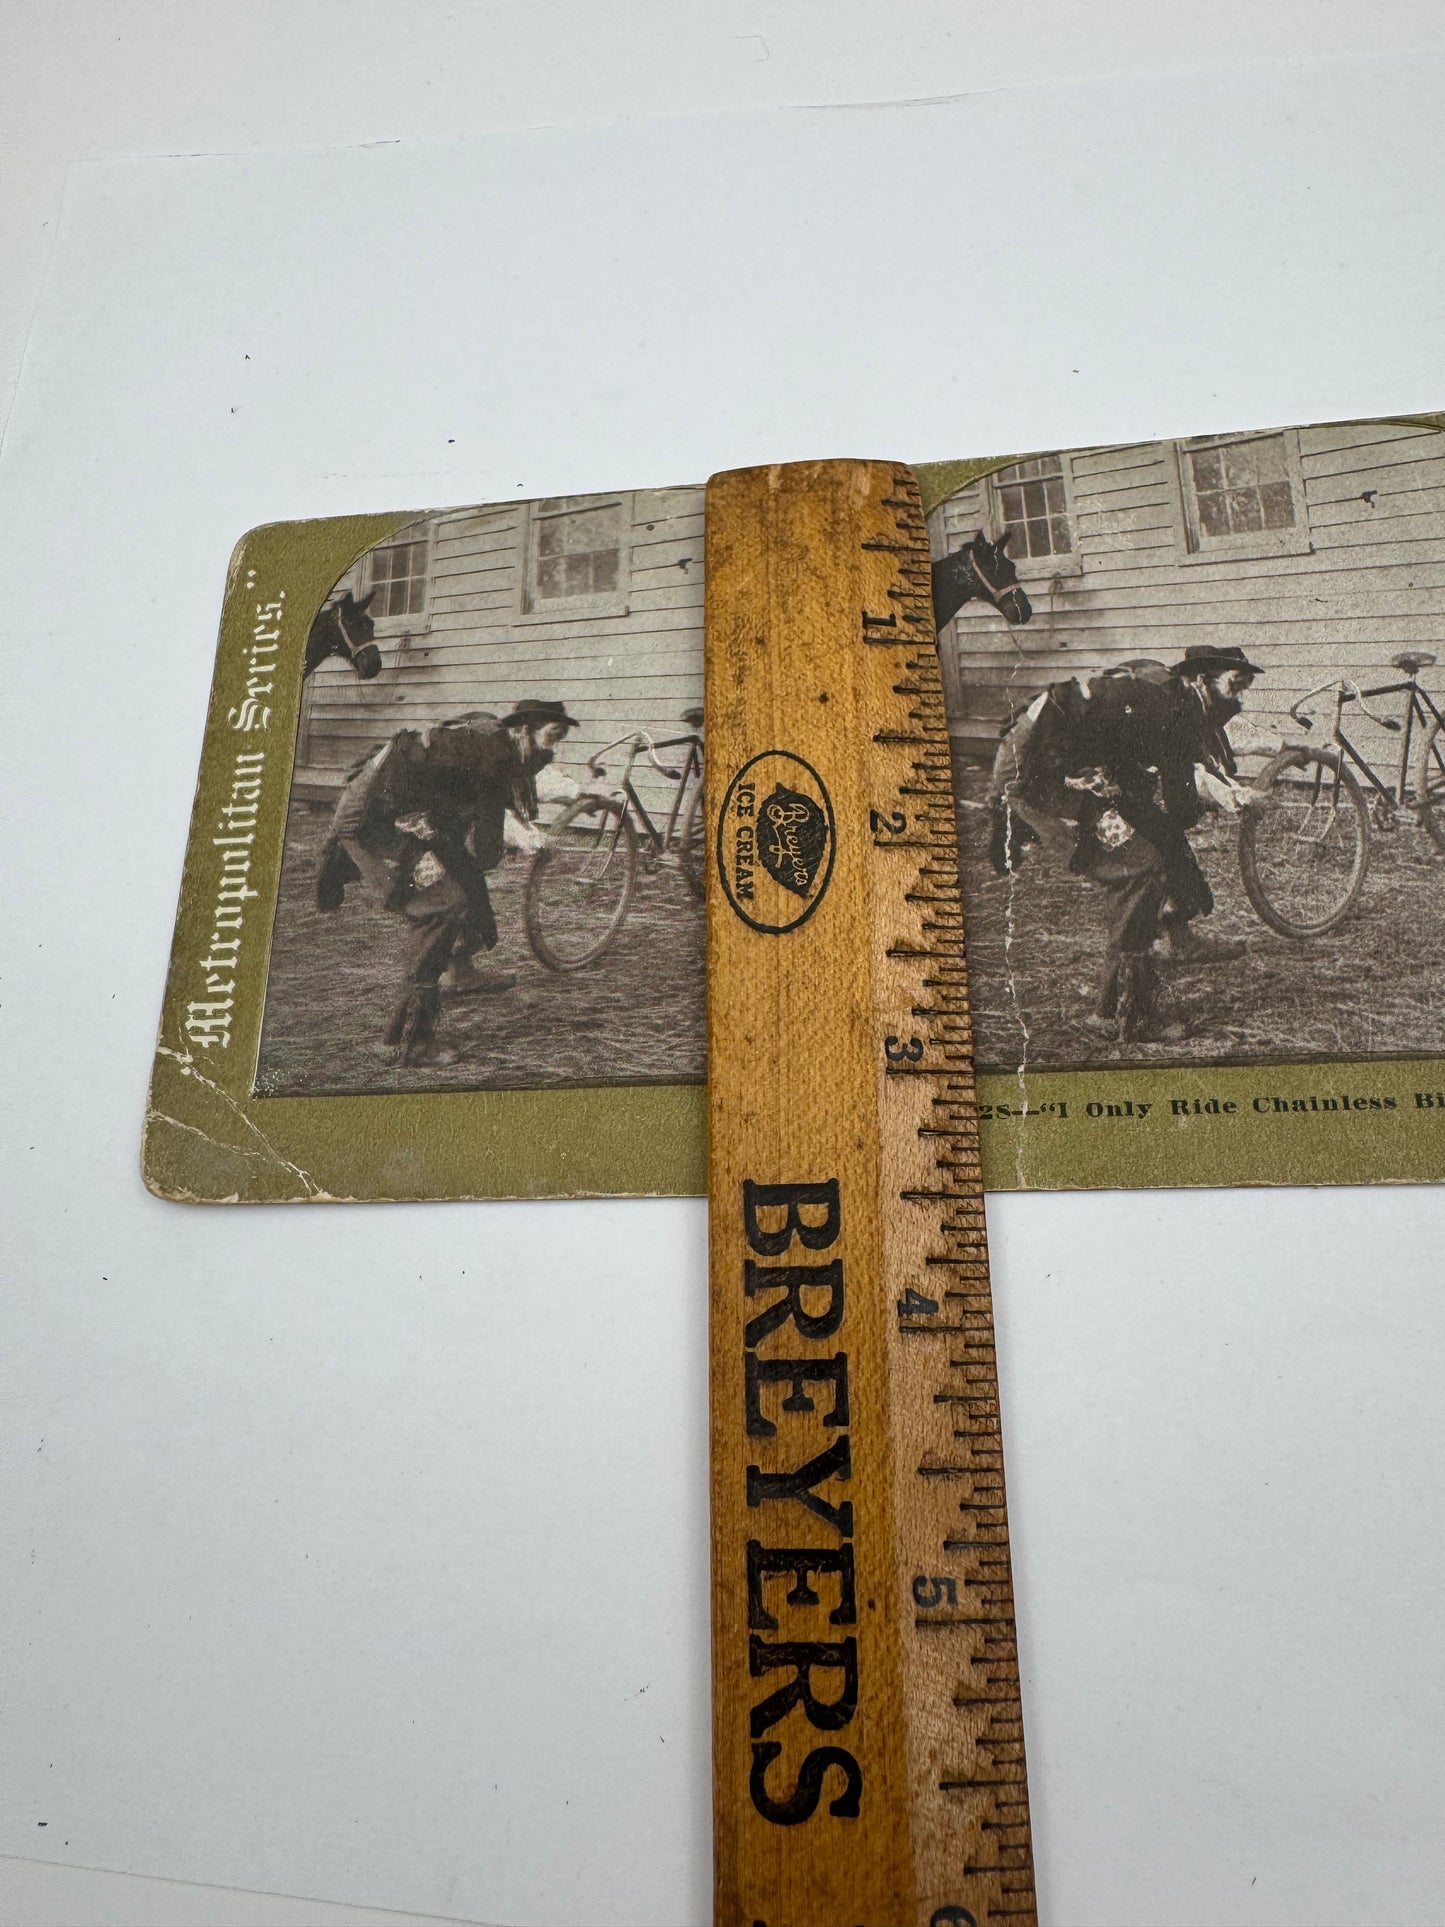 Metropolitan Series."
28—"I Only Ride Chainless Bi
1
2
3
4
5
6
Breyers
ICE CREAM
BREYERS